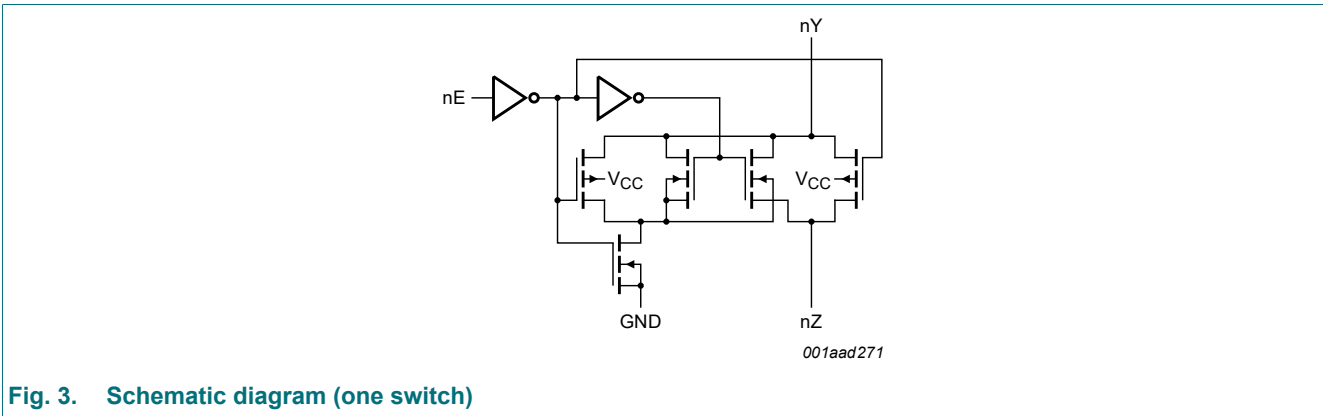 nY
nE
VCC
VCC
GND
nZ
001aad271
Fig. 3. Schematic diagram (one switch)